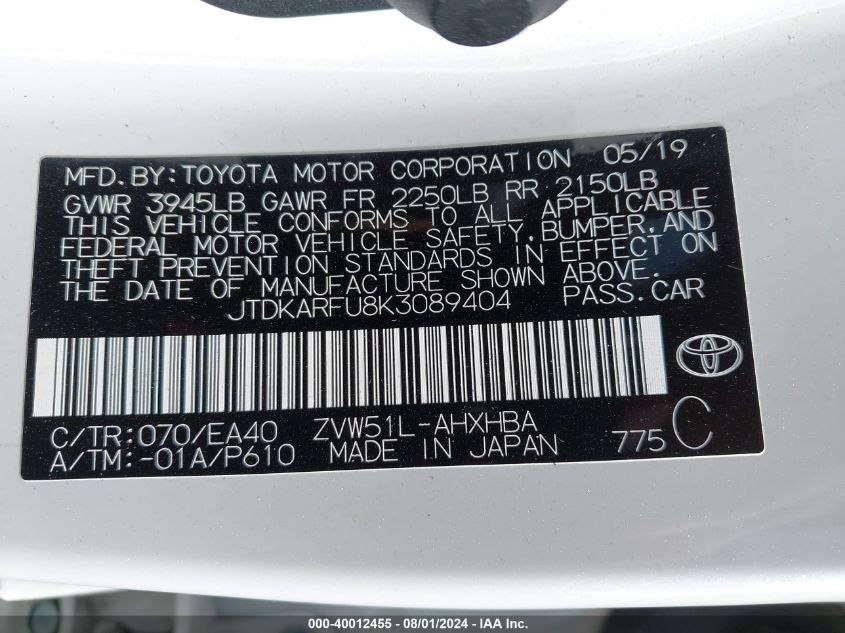 MFD. BY: TOYOTA MOTOR CORPORATION 05/19
GVWR 3945LB GAWR FR 2250LB RR 2150LB
THIS VEHICLE CONFORMS TO ALL APPLICABLE
FEDERAL MOTOR VEHICLE SAFETY, BUMPER, AND
THEFT PREVENTION STANDARDS IN EFFECT ON
THE DATE OF MANUFACTURE SHOWN ABOVE.
JTDKARFU8K3089404 PASS. CAR
C/TR: 070/EA40 ZVW51L-AHXHBA
A/TM: -01A/P610 MADE IN JAPAN 775 C
000-40012455 - 08/01/2024 - IAA Inc.